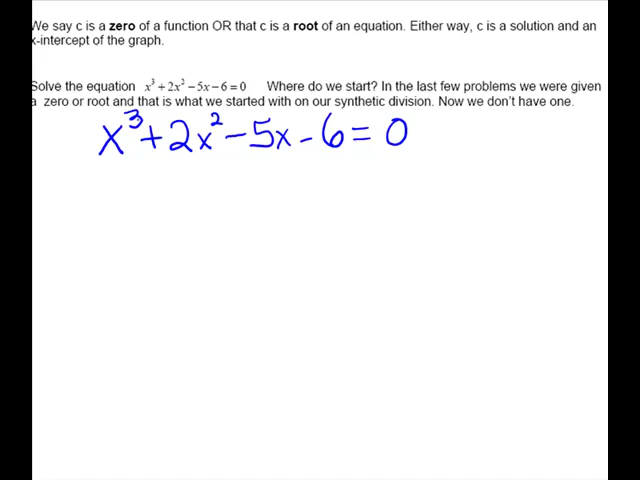 We say c is a zero of a function OR that c is a root of an equation. Either way, c is a solution and an
x-intercept of the graph.
Solve the equation x³ + 2x² − 5x − 6 = 0 Where do we start? In the last few problems we were given
a zero or root and that is what we started with on our synthetic division. Now we don't have one.
x³ + 2x² − 5x − 6 = 0